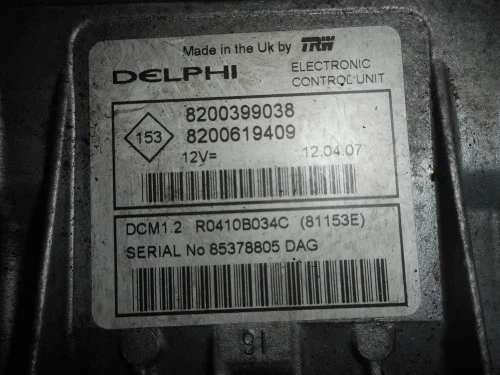 Made in the Uk by TRW
DELPHI
ELECTRONIC
CONTROL UNIT
153
8200399038
8200619409
12V=
12.04.07
DCM1.2 R0410B034C (81153E)
SERIAL No 85378805 DAG